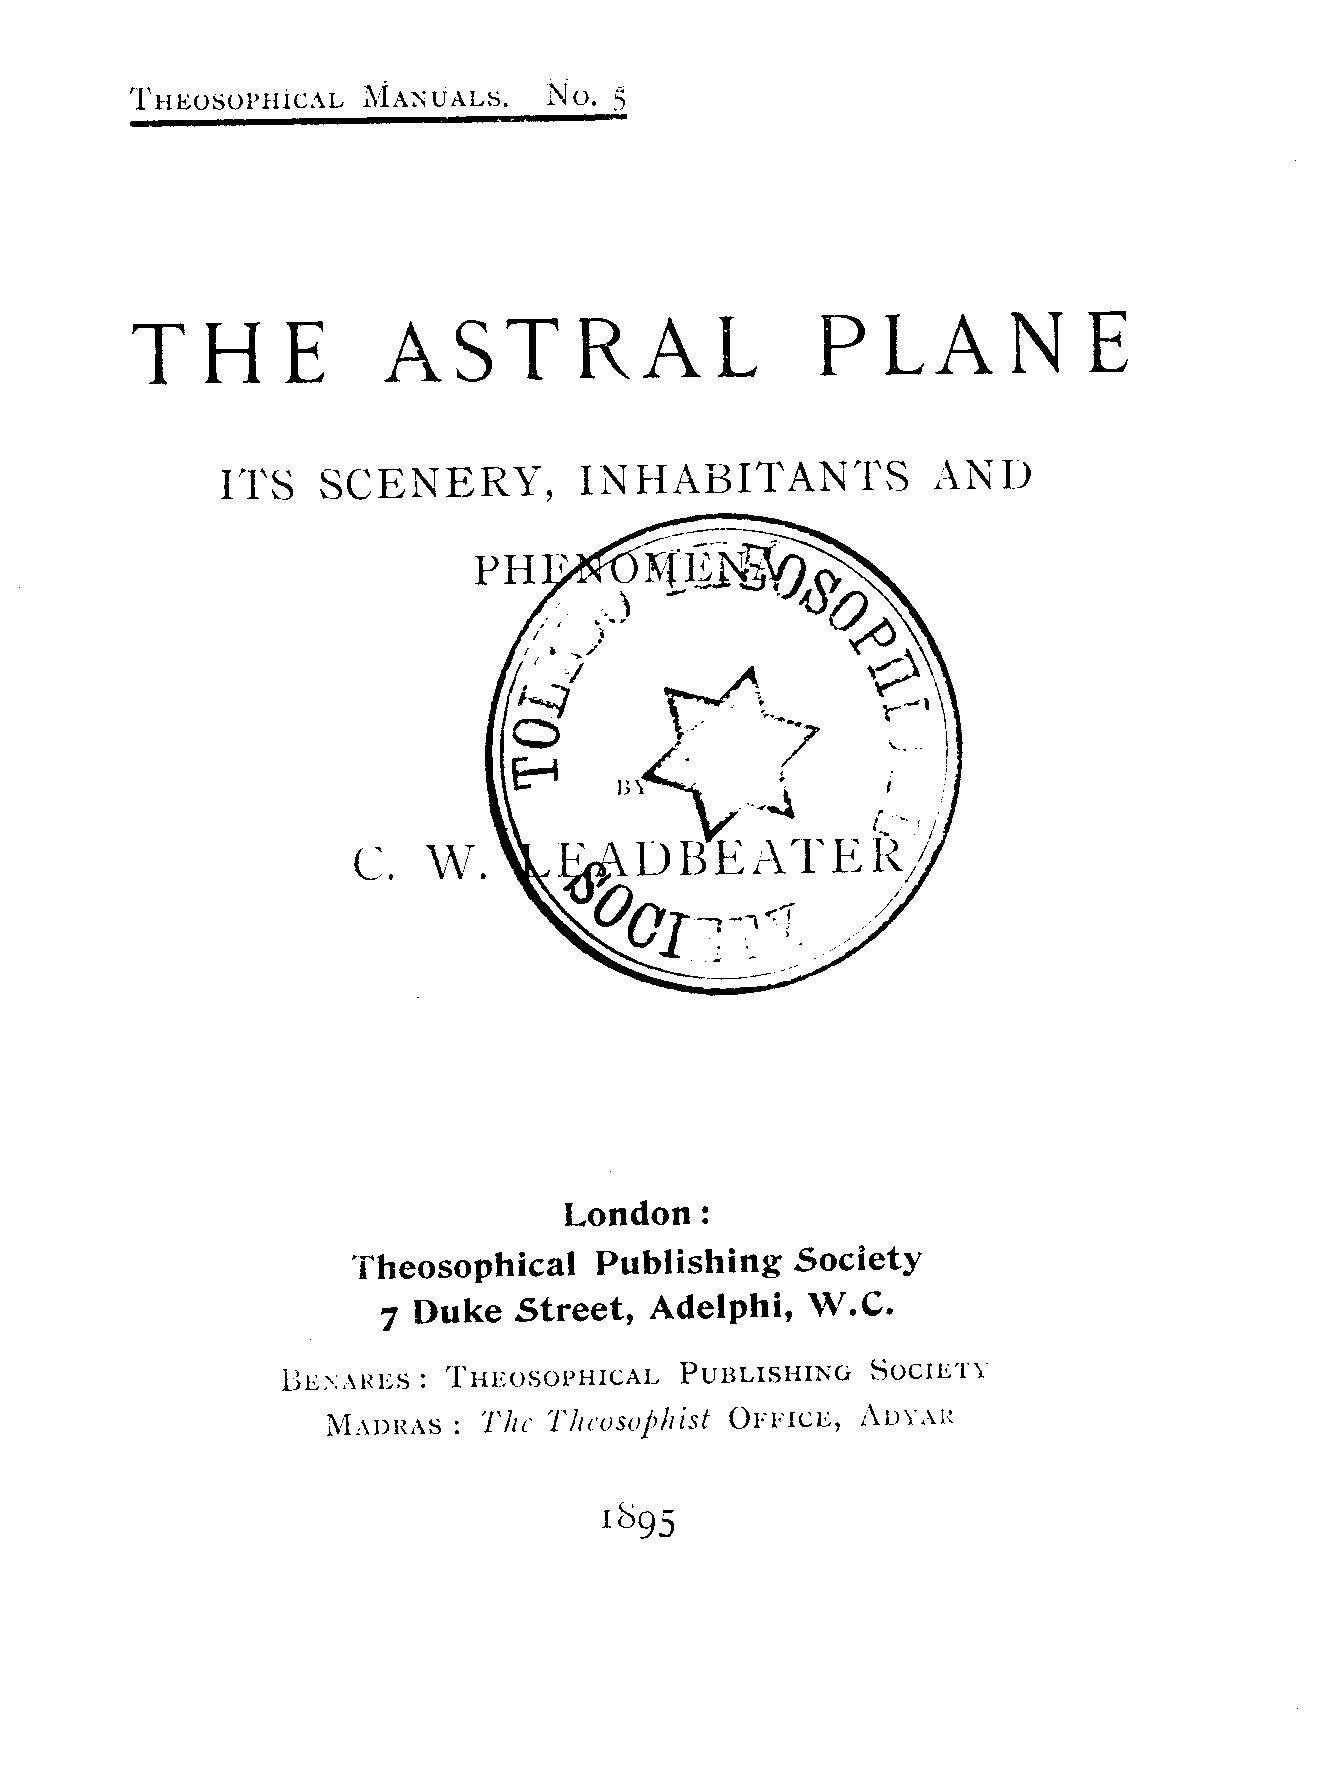 THEOSOPHICAL MANUALS. NO. 5
THE ASTRAL PLANE
ITS SCENERY, INHABITANTS AND
PHENOMENA
TOLEDO THEOSOPHICAL
SOCIETY
BY
C. W. LEADBEATER
London:
Theosophical Publishing Society
7 Duke Street, Adelphi, W.C.
BENARES: THEOSOPHICAL PUBLISHING SOCIETY
MADRAS: The Theosophist OFFICE, ADYAR
1895